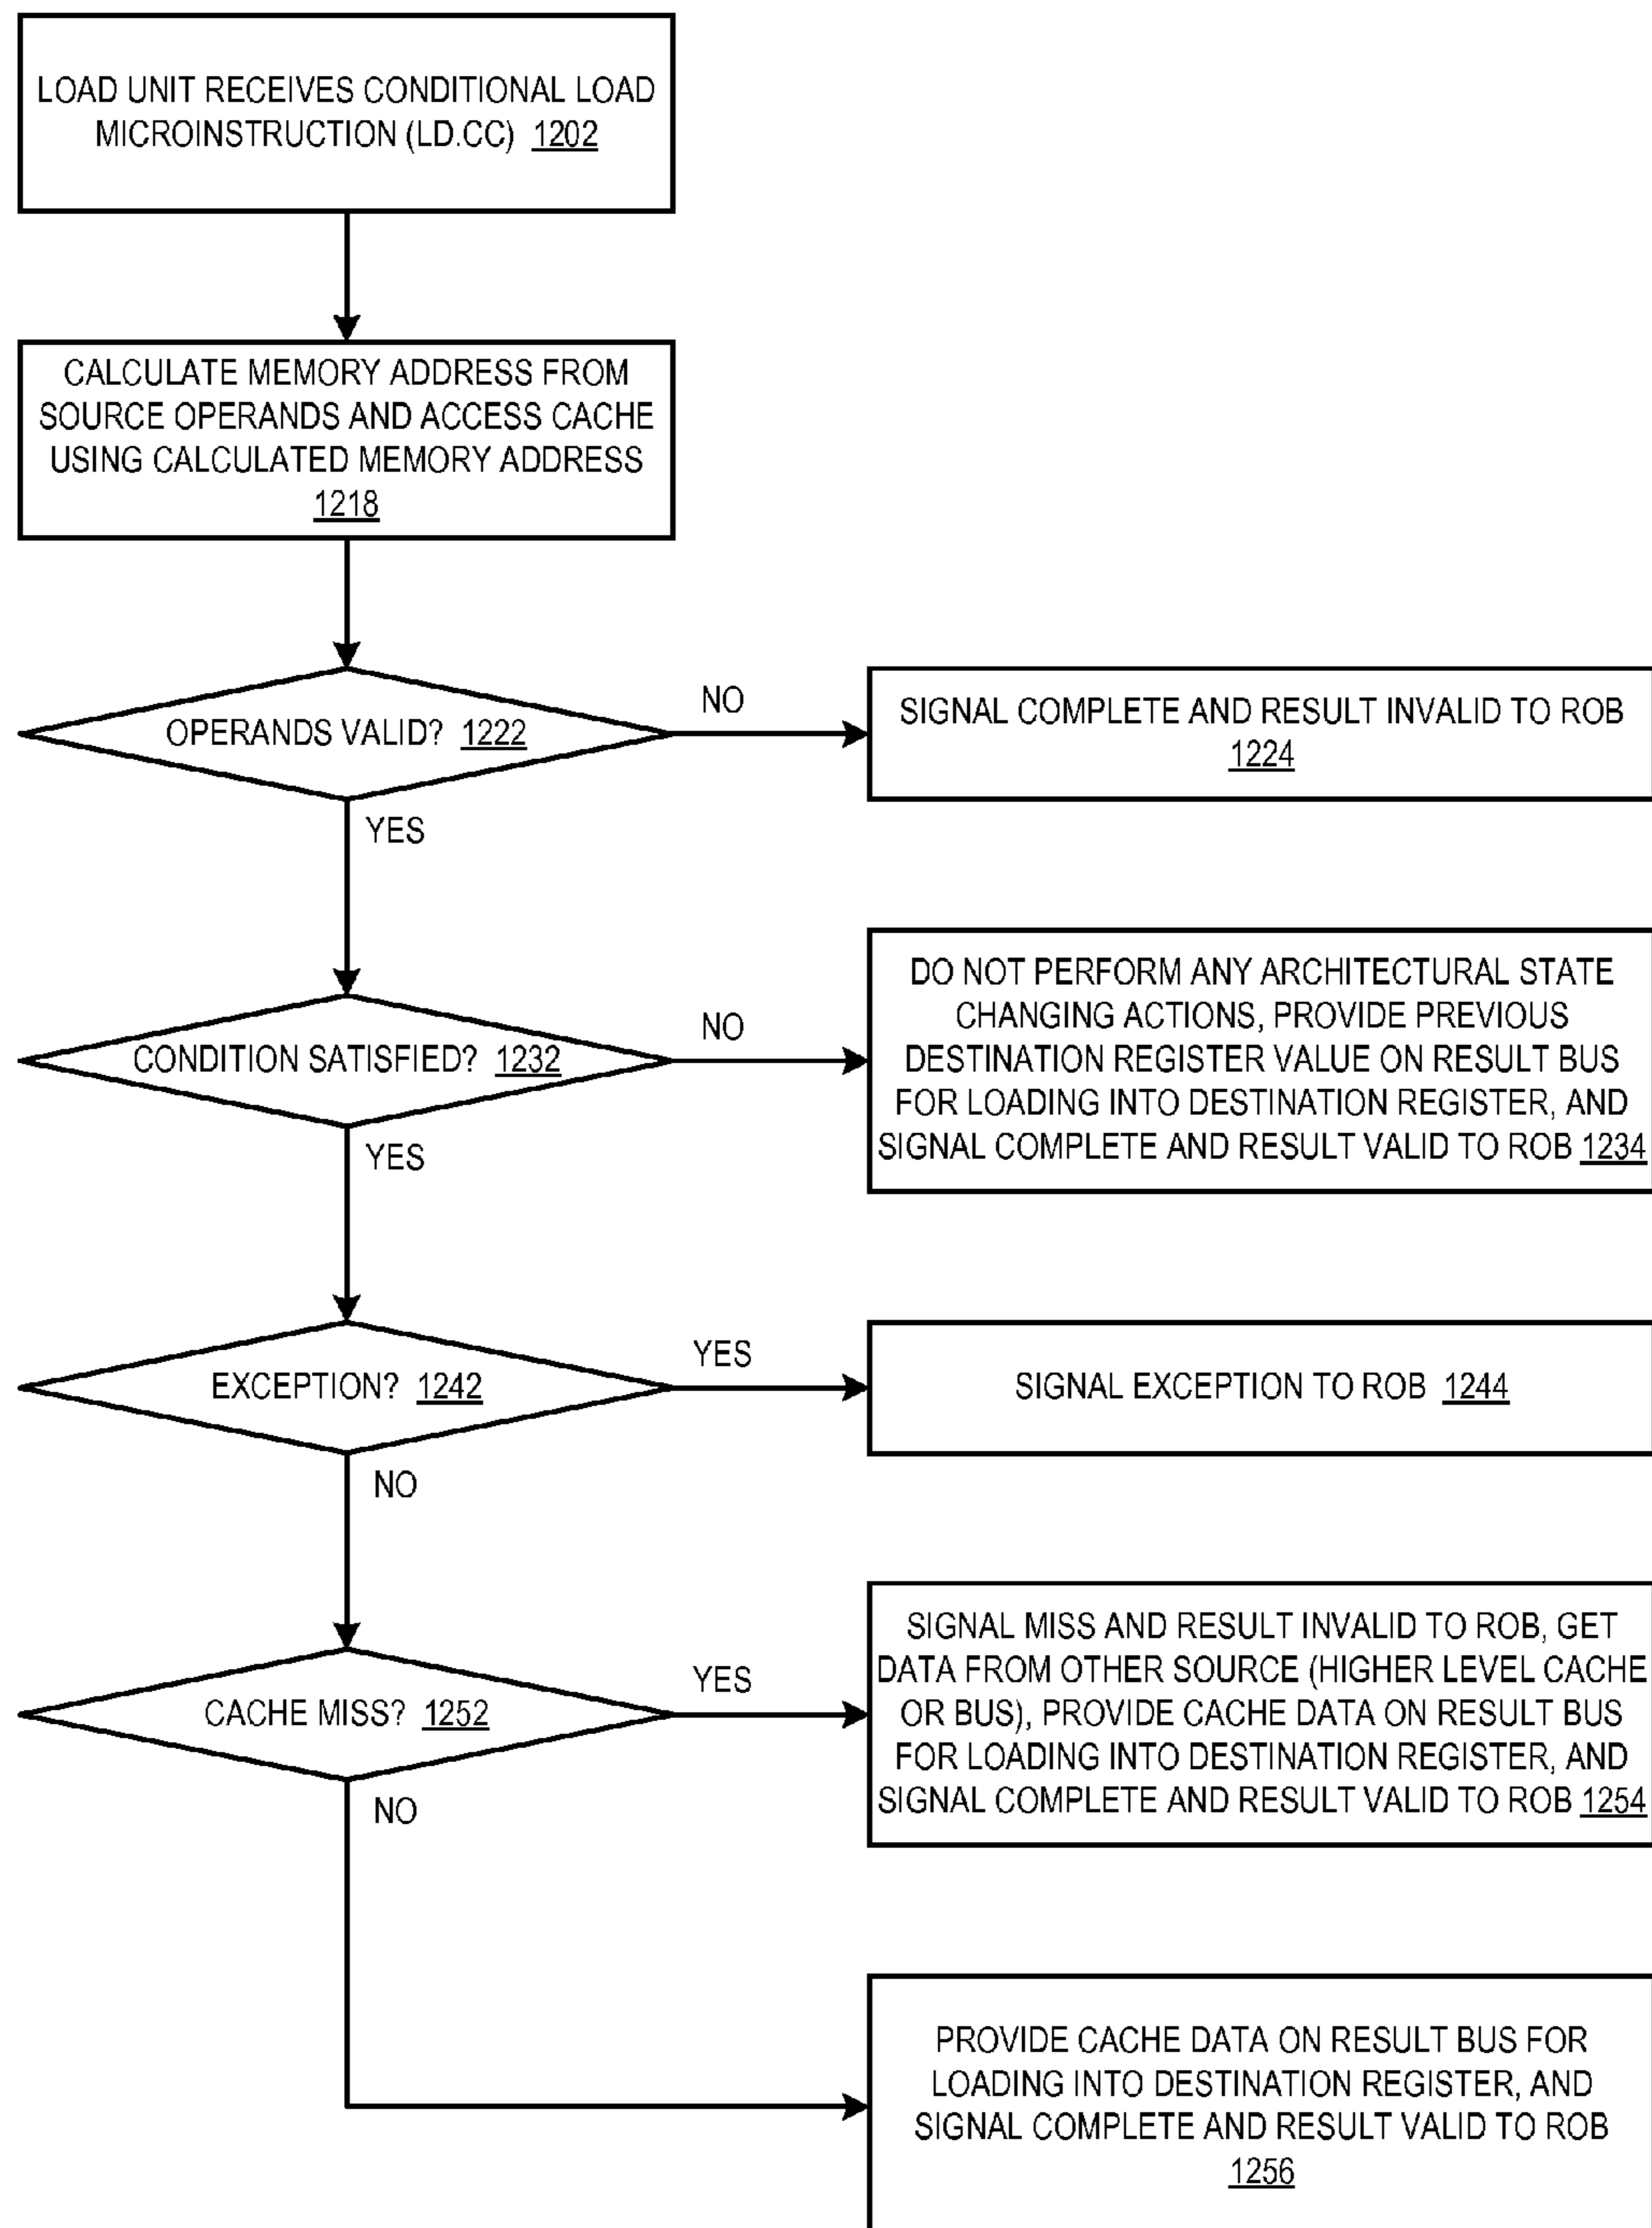 LOAD UNIT RECEIVES CONDITIONAL LOAD
MICROINSTRUCTION (LD.CC) 1202
CALCULATE MEMORY ADDRESS FROM
SOURCE OPERANDS AND ACCESS CACHE
USING CALCULATED MEMORY ADDRESS
1218
OPERANDS VALID? 1222
NO
SIGNAL COMPLETE AND RESULT INVALID TO ROB
1224
YES
CONDITION SATISFIED? 1232
NO
DO NOT PERFORM ANY ARCHITECTURAL STATE
CHANGING ACTIONS, PROVIDE PREVIOUS
DESTINATION REGISTER VALUE ON RESULT BUS
FOR LOADING INTO DESTINATION REGISTER, AND
SIGNAL COMPLETE AND RESULT VALID TO ROB 1234
YES
EXCEPTION? 1242
YES
SIGNAL EXCEPTION TO ROB 1244
NO
CACHE MISS? 1252
YES
SIGNAL MISS AND RESULT INVALID TO ROB, GET
DATA FROM OTHER SOURCE (HIGHER LEVEL CACHE
OR BUS), PROVIDE CACHE DATA ON RESULT BUS
FOR LOADING INTO DESTINATION REGISTER, AND
SIGNAL COMPLETE AND RESULT VALID TO ROB 1254
NO
PROVIDE CACHE DATA ON RESULT BUS FOR
LOADING INTO DESTINATION REGISTER, AND
SIGNAL COMPLETE AND RESULT VALID TO ROB
1256